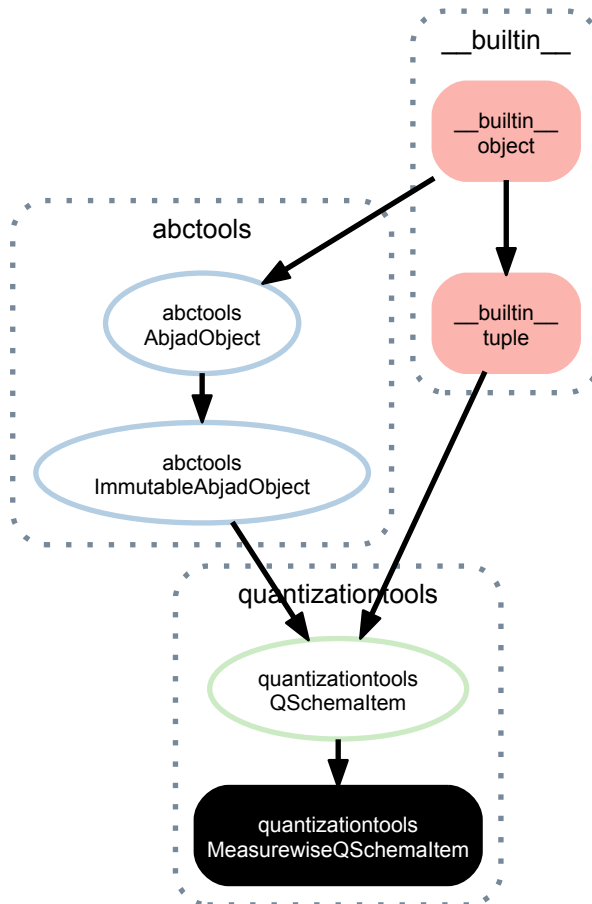 __builtin__
__builtin__
object
abctools
abctools
AbjadObject
__builtin__
tuple
abctools
ImmutableAbjadObject
quantizationtools
quantizationtools
QSchemaItem
quantizationtools
MeasurewiseQSchemaItem